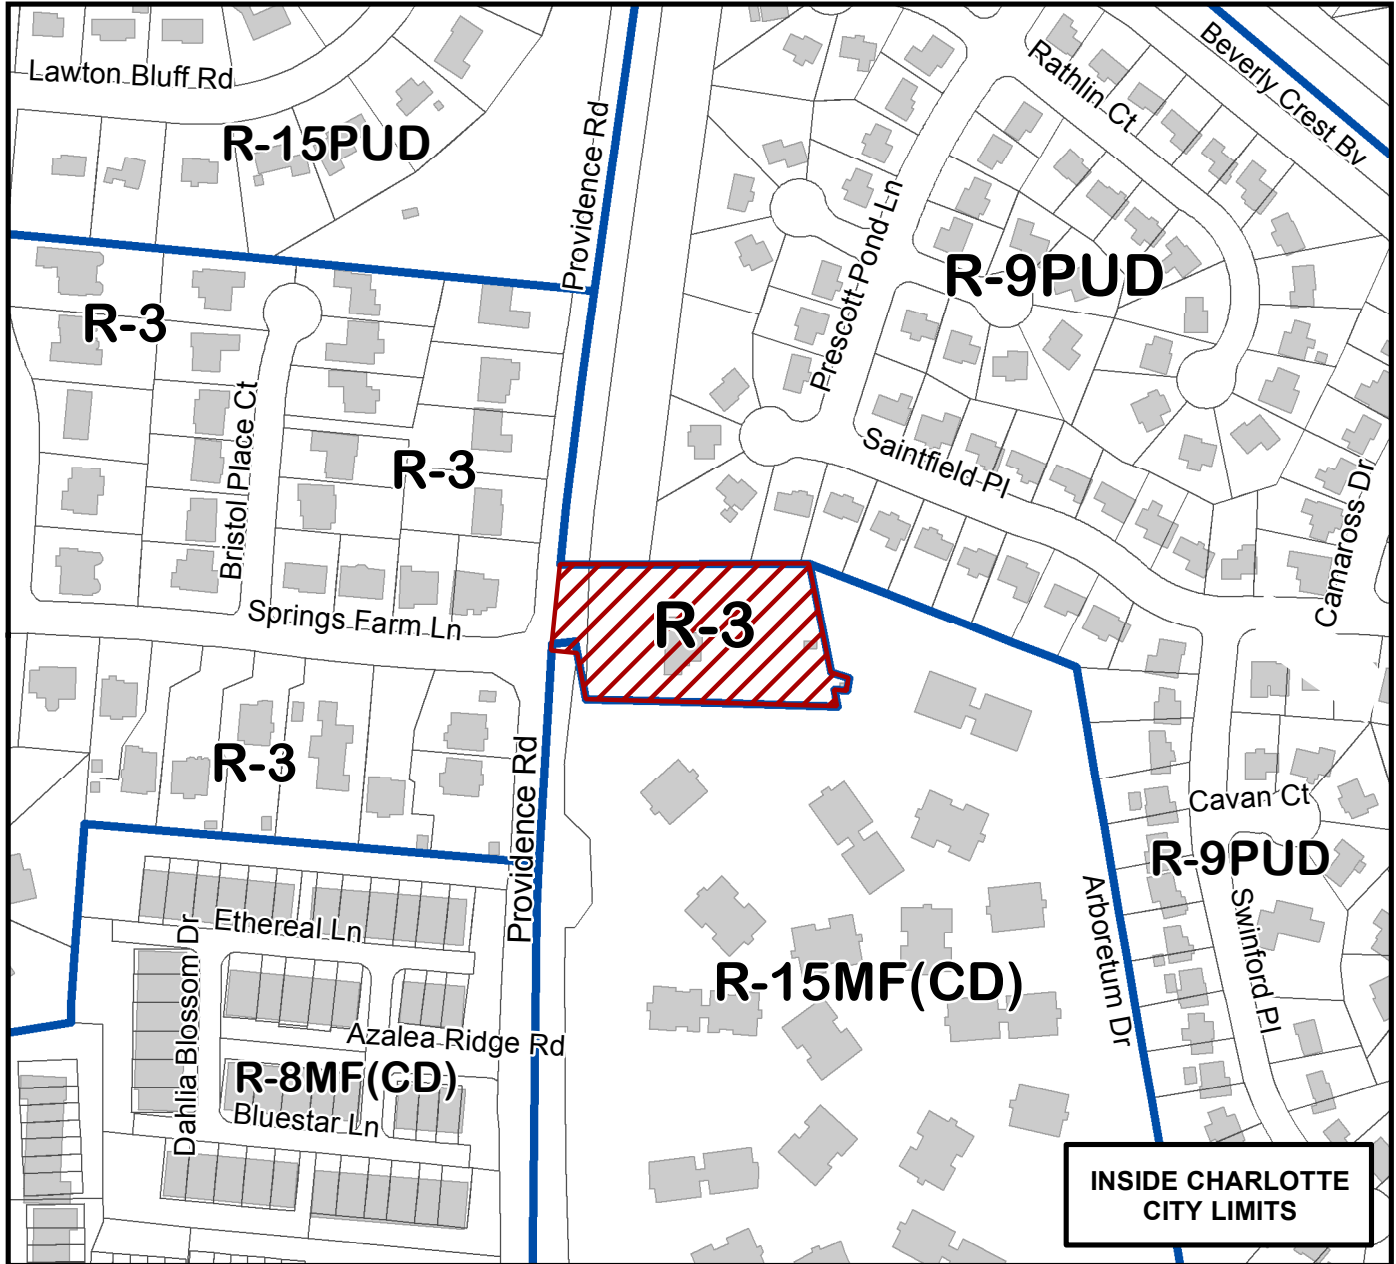 Lawton Bluff Rd
R-15PUD
Providence Rd
Rathlin Ct
Beverly Crest Bv
Prescott Pond Ln
R-9PUD
R-3
Bristol Place Ct
R-3
Saintfield Pl
Camaross Dr
Springs Farm Ln
R-3
R-3
Providence Rd
Cavan Ct
R-9PUD
Ethereal Ln
Dahlia Blossom Dr
Arboretum Dr
Swinford Pl
R-15MF(CD)
Azalea Ridge Rd
R-8MF(CD)
Bluestar Ln
INSIDE CHARLOTTE
CITY LIMITS